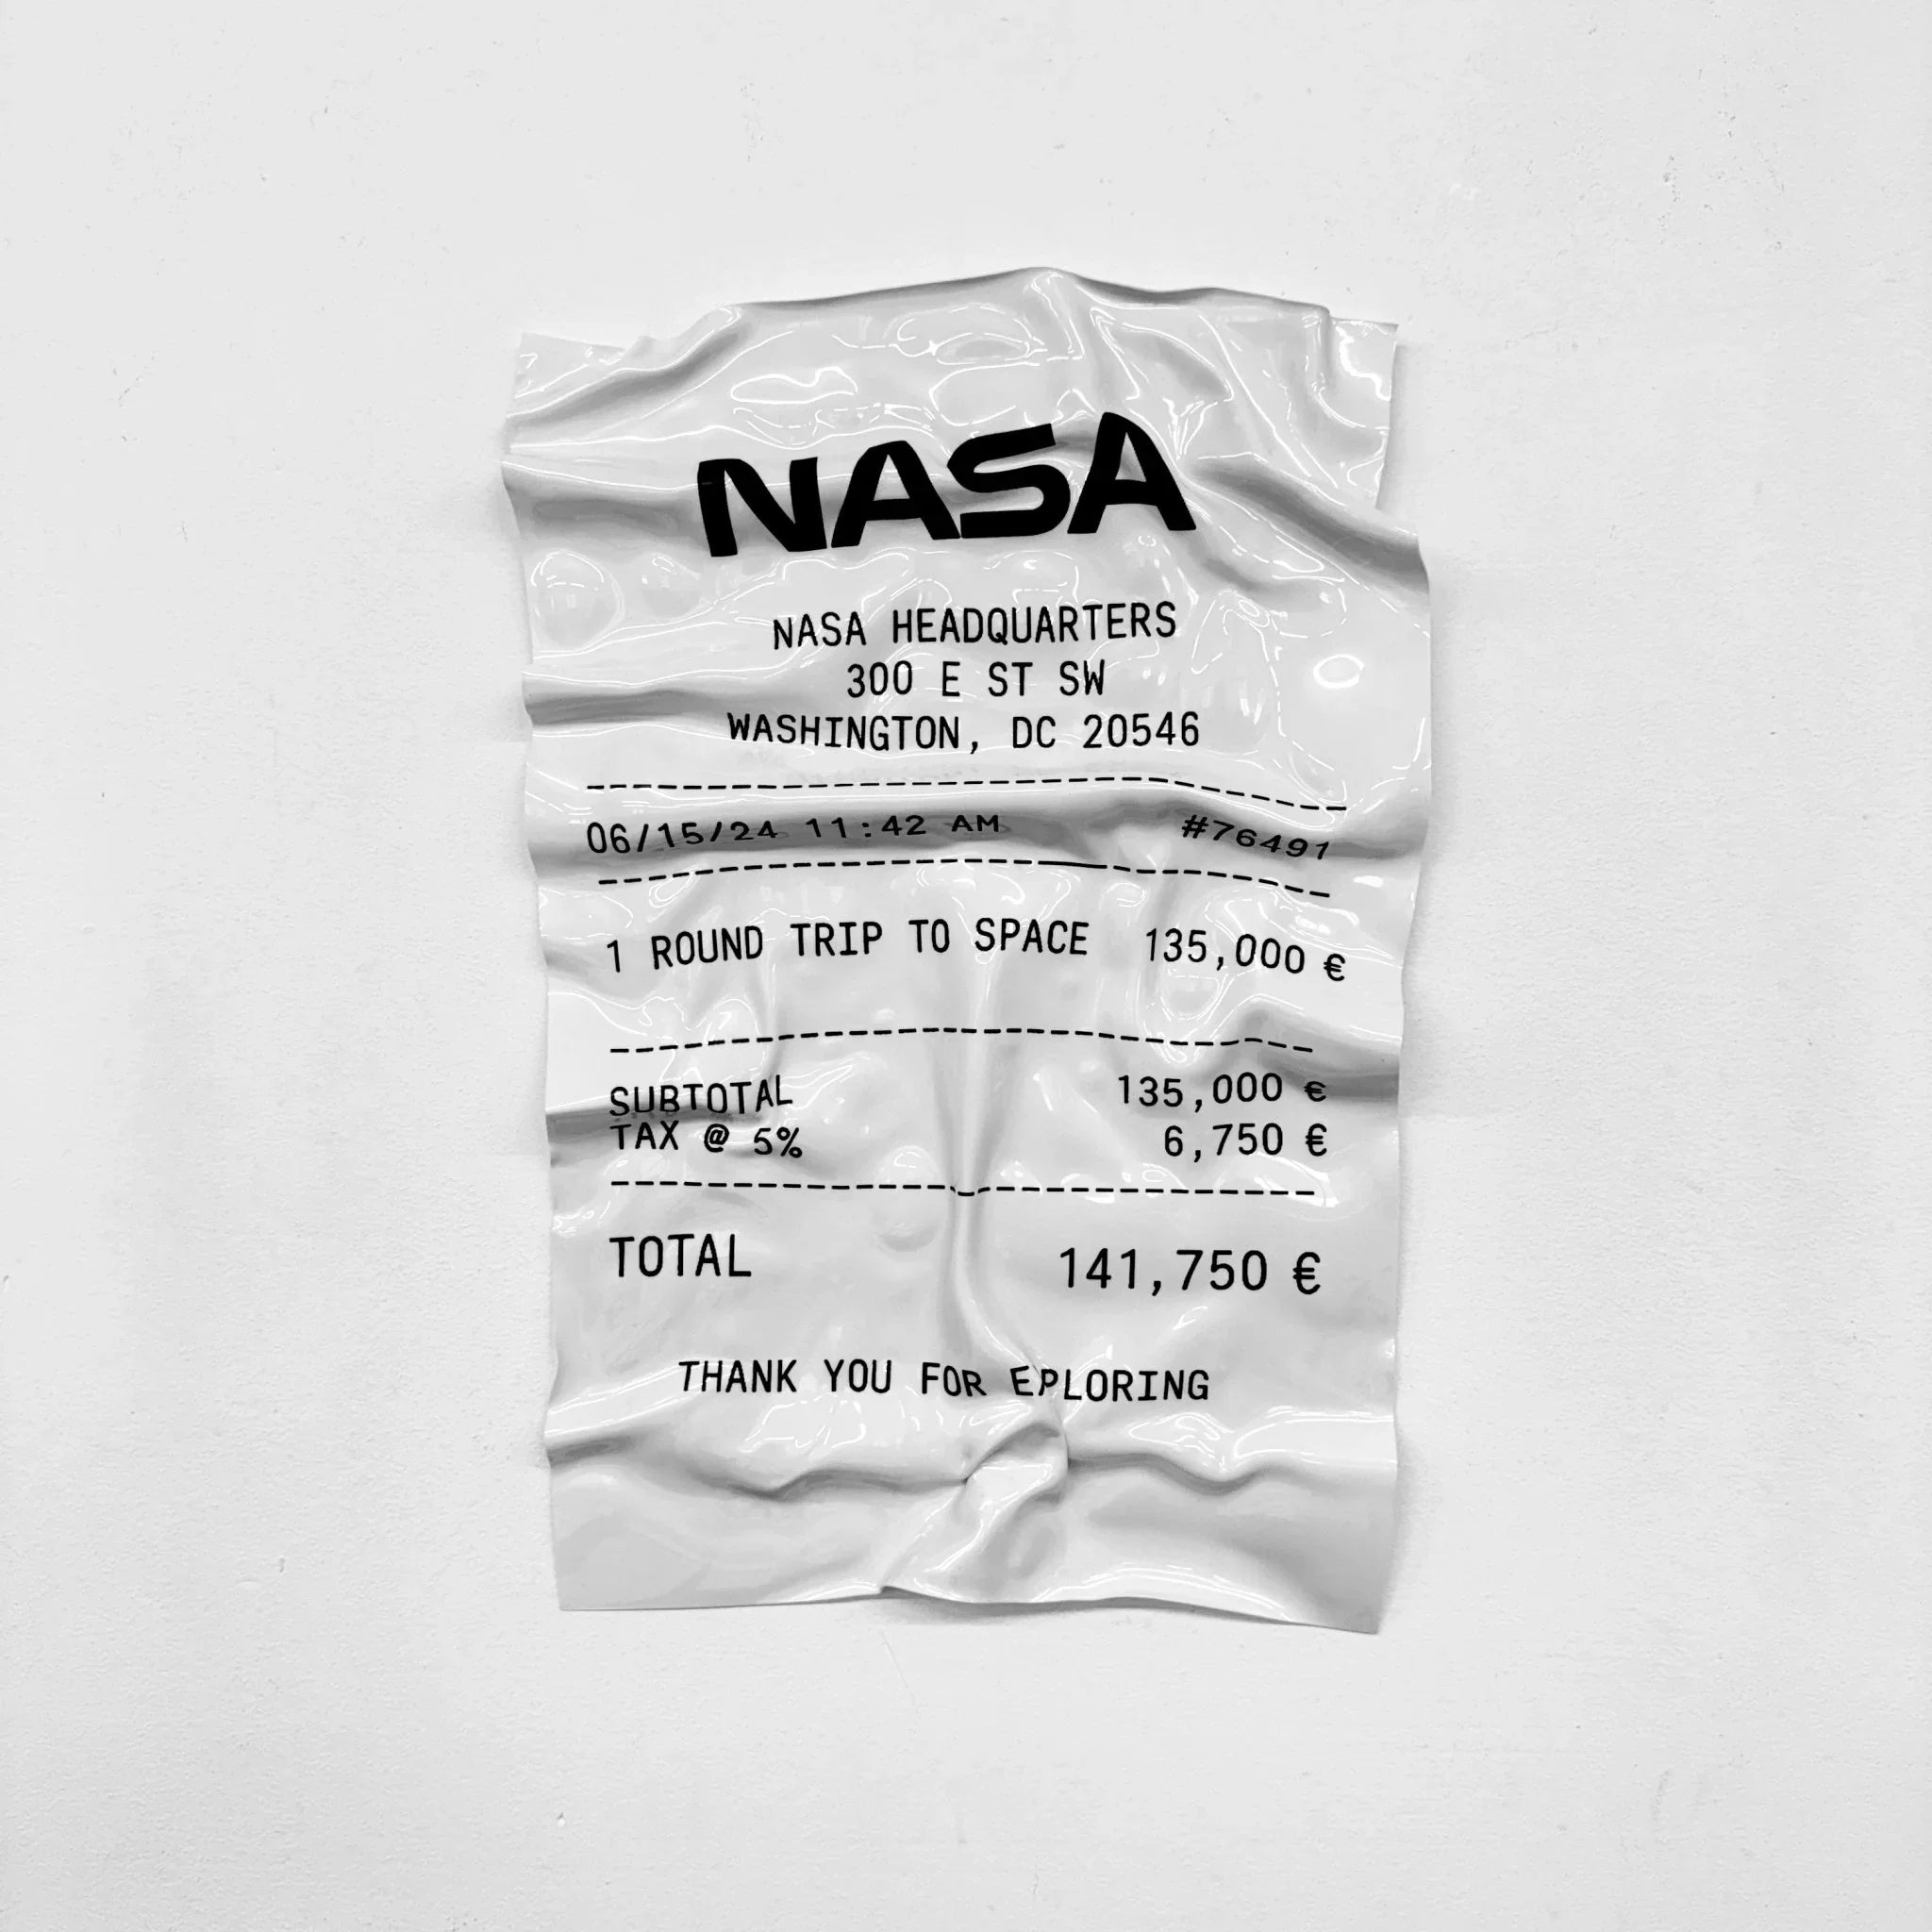 NASA
NASA HEADQUARTERS
300 E ST SW
WASHINGTON, DC 20546
06/15/24 11:42 AM #76491
1 ROUND TRIP TO SPACE 135,000 €
SUBTOTAL 135,000 €
TAX @ 5% 6,750 €
TOTAL 141,750 €
THANK YOU FOR EPLORING